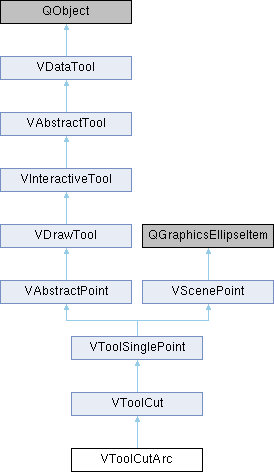 QObject
VDataTool
VAbstractTool
VInteractiveTool
VDrawTool
QGraphicsEllipseItem
VAbstractPoint
VScenePoint
VToolSinglePoint
VToolCut
VToolCutArc